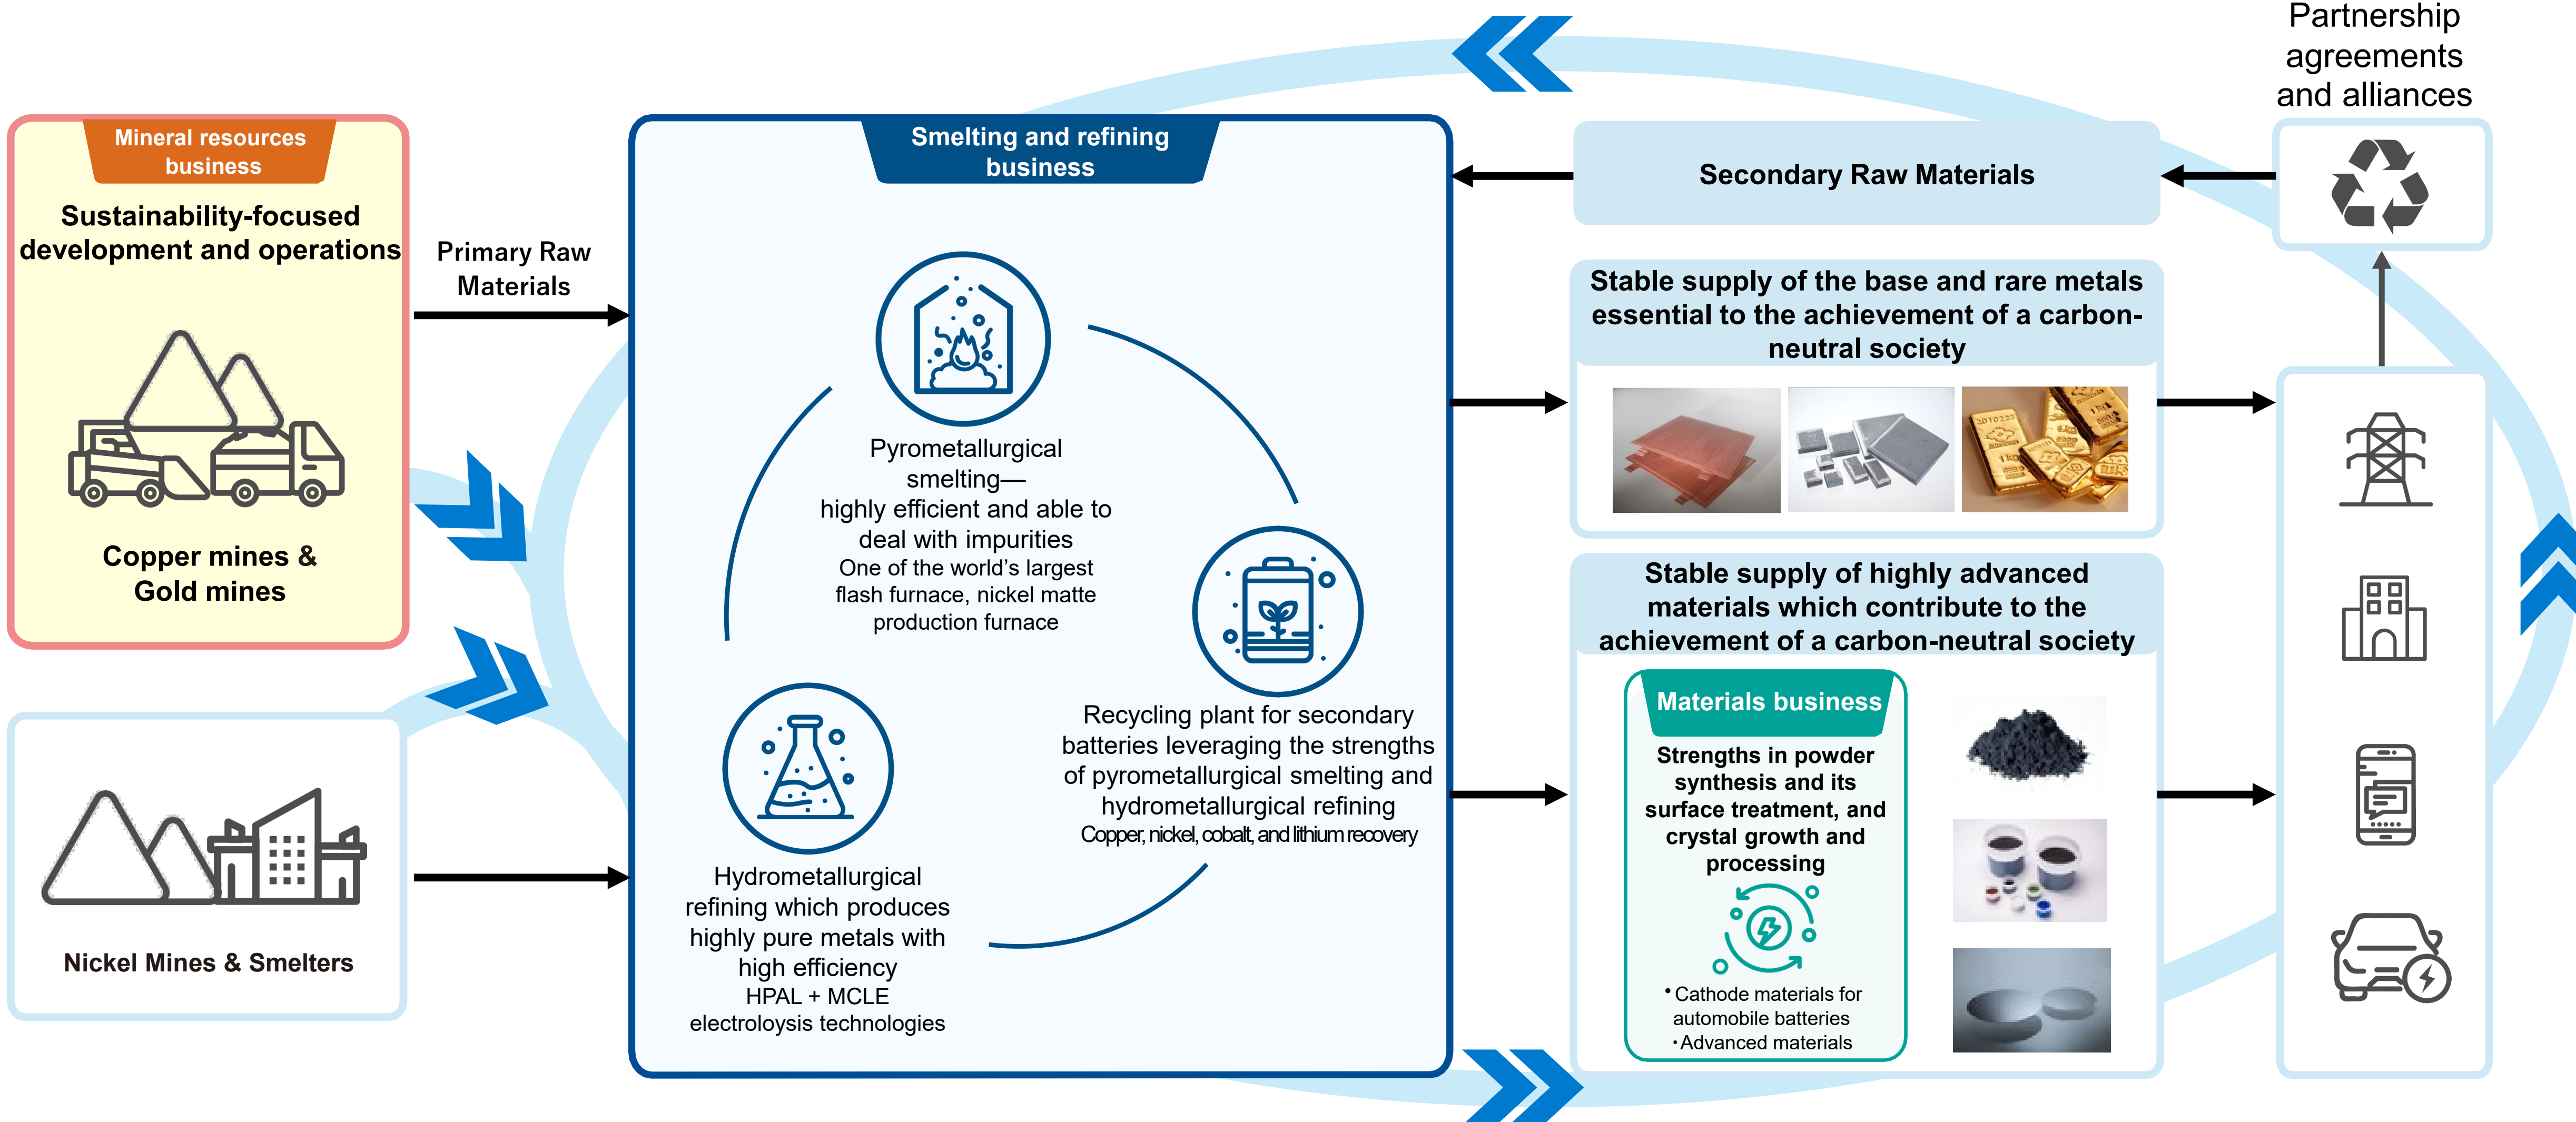 Partnership
agreements
and alliances
Mineral resources
business
Sustainability-focused
development and operations
Copper mines &
Gold mines
Primary Raw
Materials
Nickel Mines & Smelters
Smelting and refining
business
Pyrometallurgical
smelting—
highly efficient and able to
deal with impurities
One of the world's largest
flash furnace, nickel matte
production furnace
Recycling plant for secondary
batteries leveraging the strengths
of pyrometallurgical smelting and
hydrometallurgical refining
Copper, nickel, cobalt, and lithium recovery
Hydrometallurgical
refining which produces
highly pure metals with
high efficiency
HPAL + MCLE
electroloysis technologies
Secondary Raw Materials
Stable supply of the base and rare metals
essential to the achievement of a carbon-
neutral society
Stable supply of highly advanced
materials which contribute to the
achievement of a carbon-neutral society
Materials business
Strengths in powder
synthesis and its
surface treatment, and
crystal growth and
processing
• Cathode materials for
automobile batteries
・Advanced materials